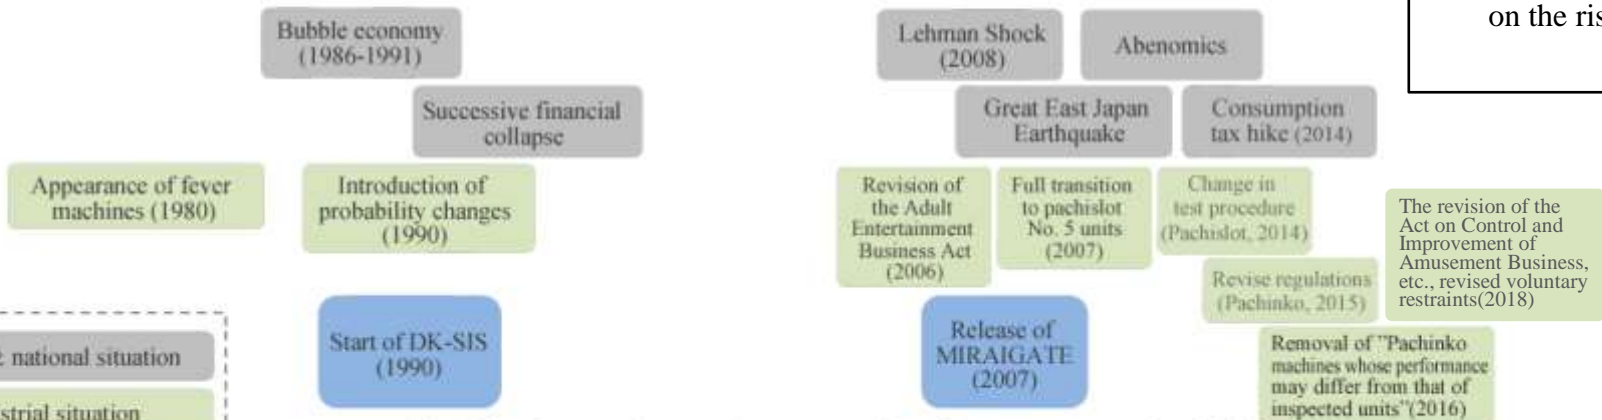 on the ris
Bubble economy
(1986-1991)
Lehman Shock
(2008)
Abenomics
Successive financial
collapse
Great East Japan
Earthquake
Consumption
tax hike (2014)
Appearance of fever
machines (1980)
Introduction of
probability changes
(1990)
Revision of
the Adult
Entertainment
Business Act
(2006)
Full transition
to pachislot
No. 5 units
(2007)
Change in
test procedure
(Pachislot, 2014)
The revision of the
Act on Control and
Improvement of
Amusement Business,
etc., revised voluntary
restraints(2018)
Revise regulations
(Pachinko, 2015)
national situation
strial situation
Start of DK-SIS
(1990)
Release of
MIRAIGATE
(2007)
Removal of "Pachinko
machines whose performance
may differ from that of
inspected units"(2016)